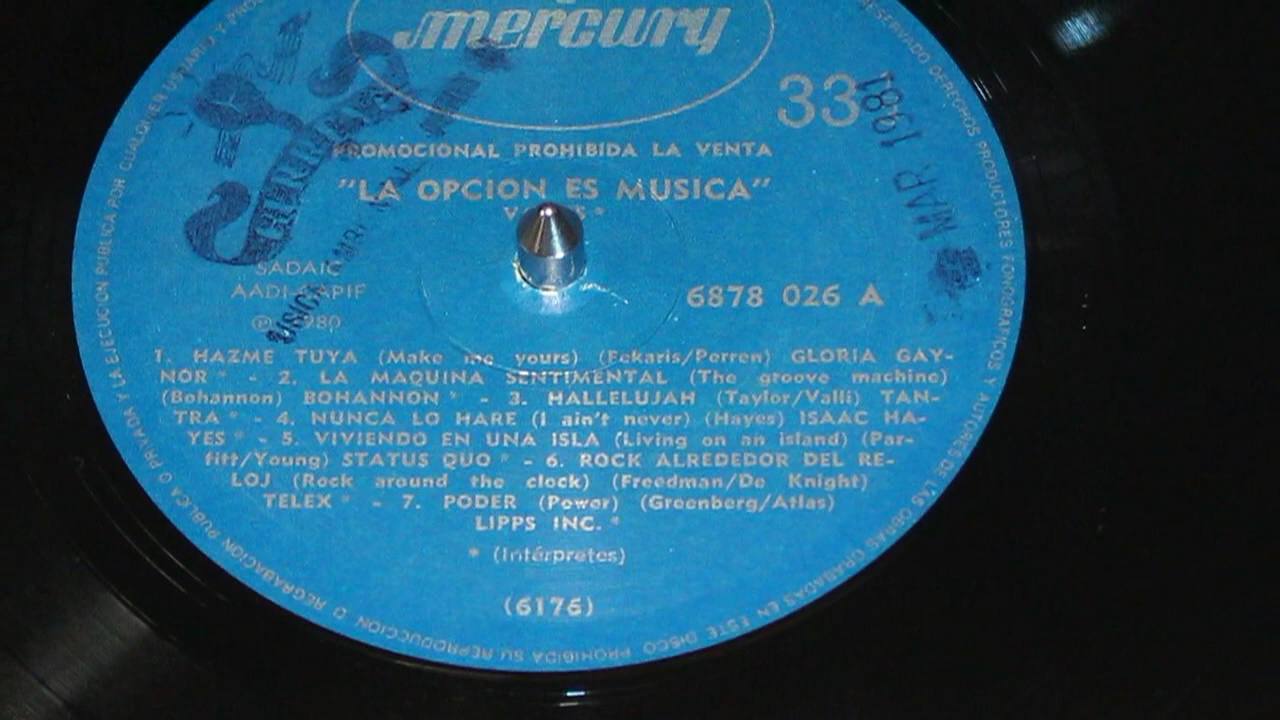 mercury
33
MAR 1981
PROMOCIONAL PROHIBIDA LA VENTA
"LA OPCION ES MUSICA"
SADAIC
AADI-CAPIF
℗ 1980
6878 026 A
1. HAZME TUYA (Make me yours) (Fekaris/Perren) GLORIA GAY-
NOR * - 2. LA MAQUINA SENTIMENTAL (The groove machine)
(Bohannon) BOHANNON * - 3. HALLELUJAH (Taylor/Valli) TAN-
TRA * - 4. NUNCA LO HARE (I ain't never) (Hayes) ISAAC HA-
YES * - 5. VIVIENDO EN UNA ISLA (Living on an island) (Par-
fitt/Young) STATUS QUO * - 6. ROCK ALREDEDOR DEL RE-
LOJ (Rock around the clock) (Freedman/De Knight)
TELEX * - 7. PODER (Power) (Greenberg/Atlas)
LIPPS INC. *
* (Intérpretes)
(6176)
RESERVADO DERECHOS PRODUCTORES FONOGRAFICOS Y AUTORES DE LAS OBRAS GRABADAS EN ESTE DISCO PROHIBIDA SU REPRODUCCION O REGRABACION PUBLICA O PRIVADA Y LA EJECUCION PUBLICA POR CUALQUIER USUARIO Y